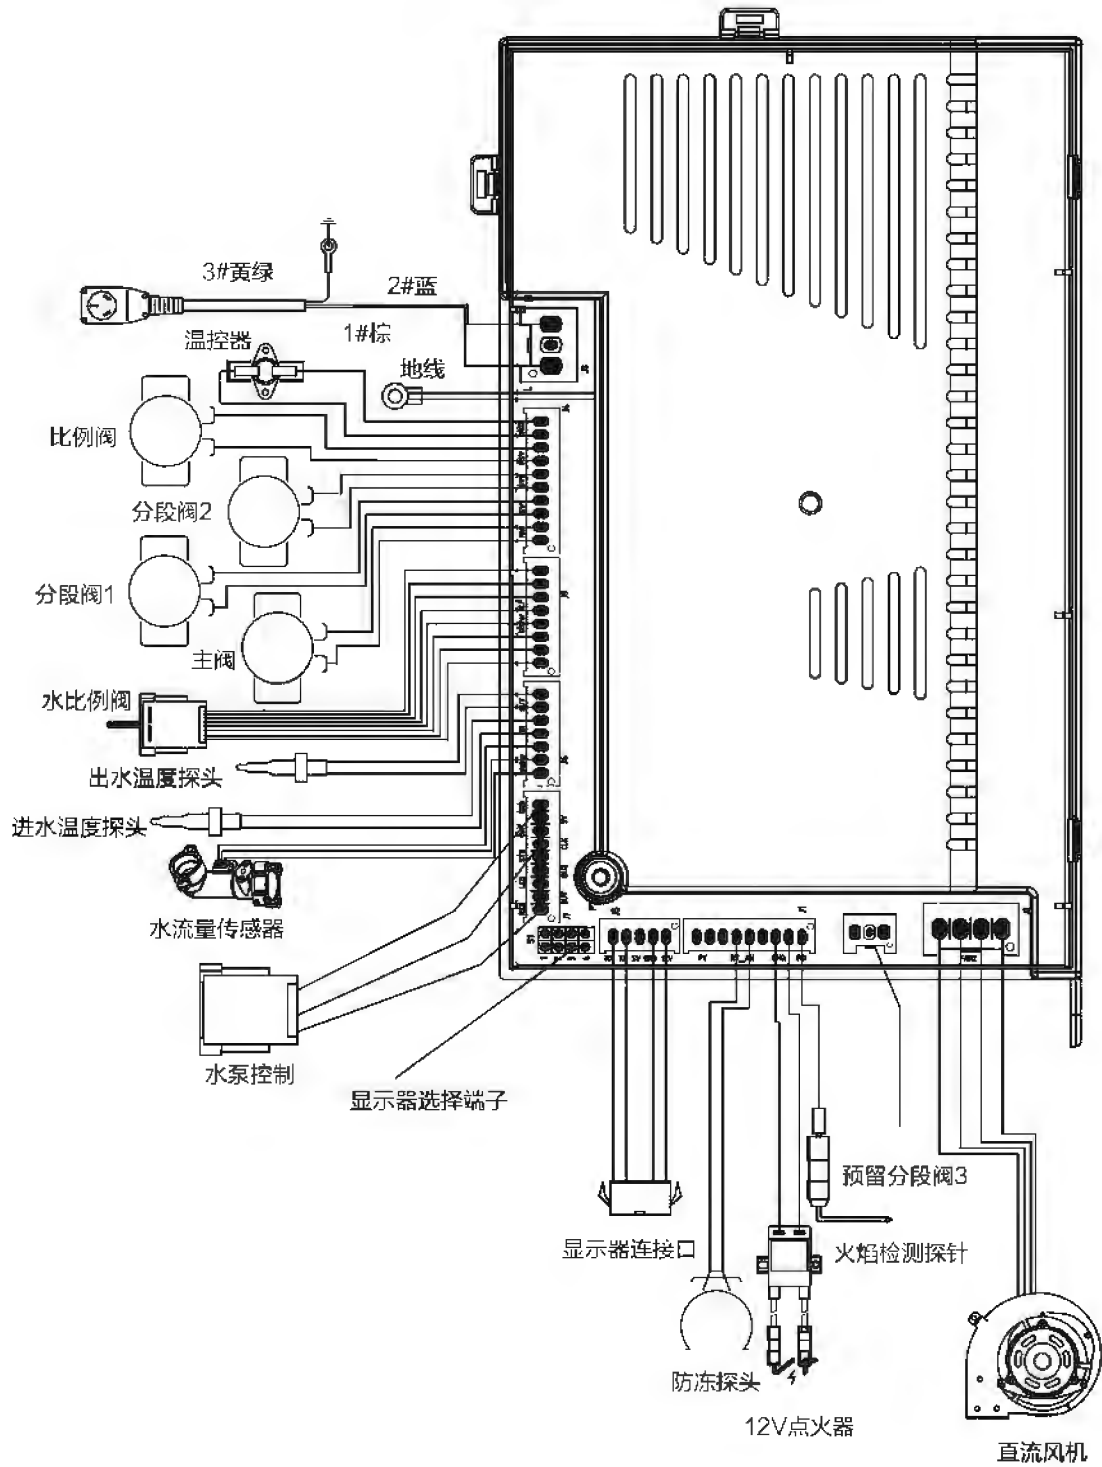 3#黄绿
2#蓝
1#棕
温控器
地线
比例阀
分段阀2
分段阀1
主阀
水比例阀
出水温度探头
进水温度探头
水流量传感器
水泵控制
显示器选择端子
预留分段阀3
显示器连接口
火焰检测探针
防冻探头
12V点火器
直流风机